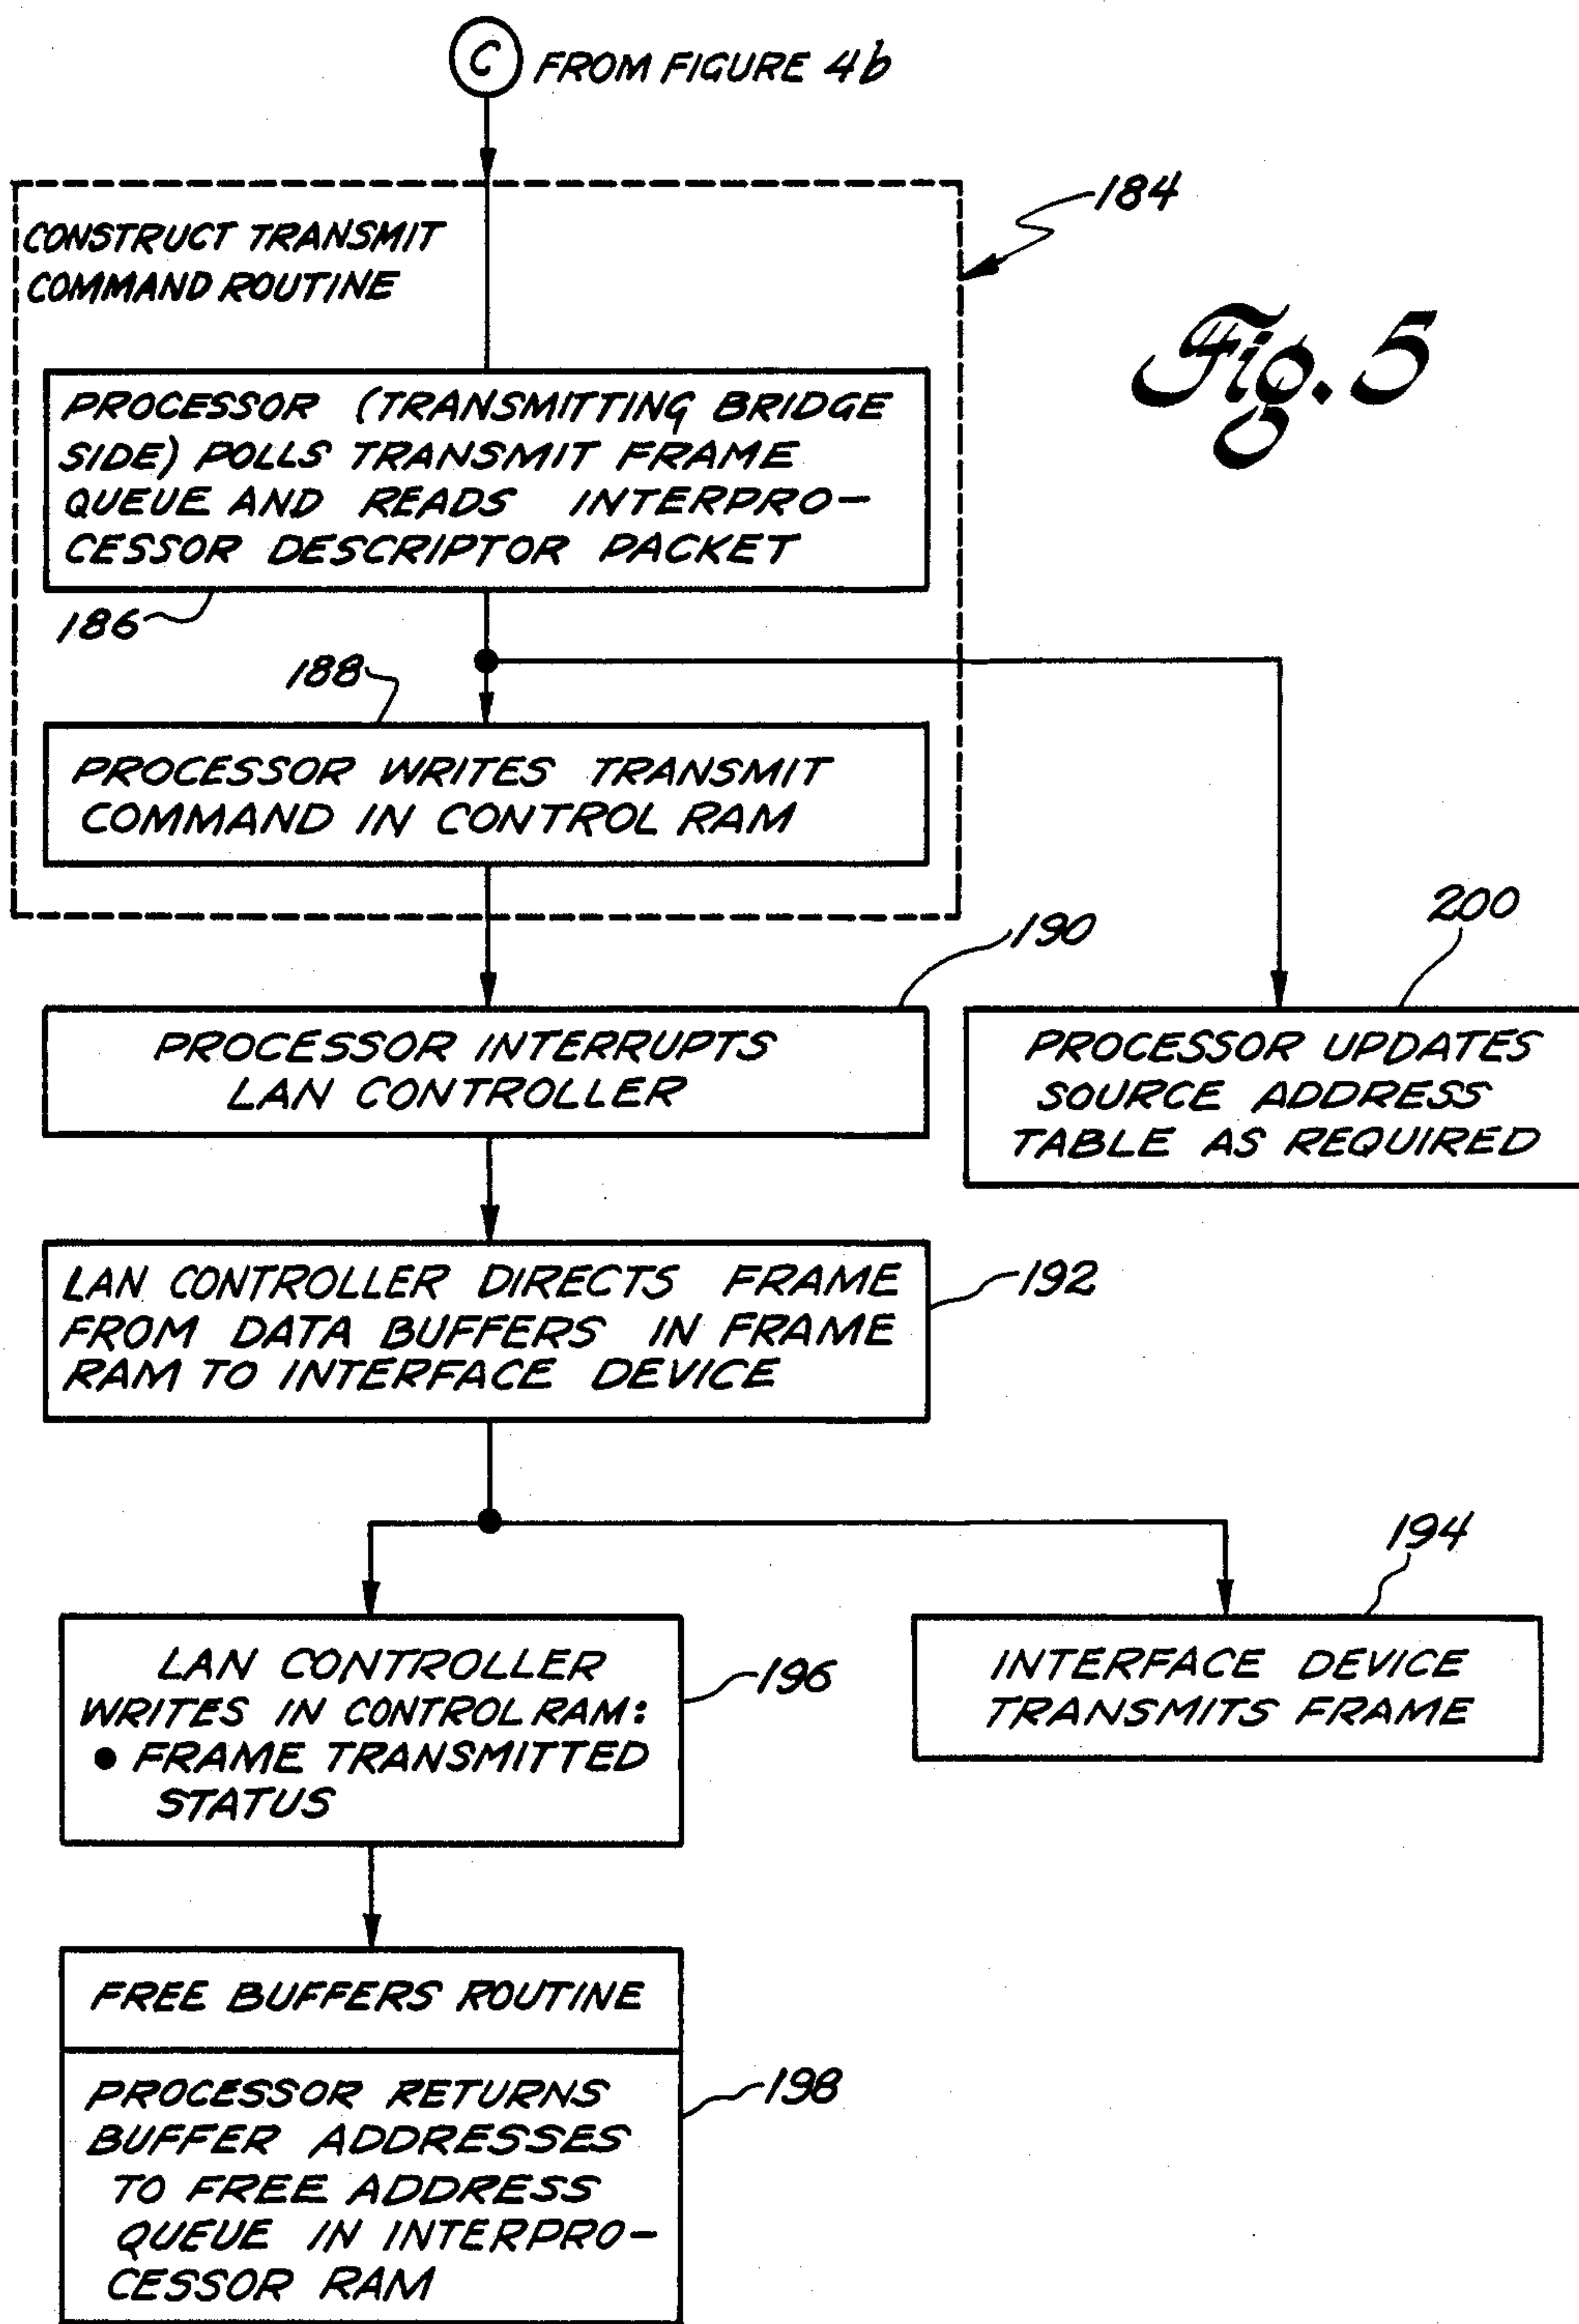 C FROM FIGURE 4b
184
CONSTRUCT TRANSMIT
COMMAND ROUTINE
Fig. 5
PROCESSOR (TRANSMITTING BRIDGE
SIDE) POLLS TRANSMIT FRAME
QUEUE AND READS INTERPRO-
CESSOR DESCRIPTOR PACKET
186
188
PROCESSOR WRITES TRANSMIT
COMMAND IN CONTROL RAM
190
200
PROCESSOR INTERRUPTS
LAN CONTROLLER
PROCESSOR UPDATES
SOURCE ADDRESS
TABLE AS REQUIRED
LAN CONTROLLER DIRECTS FRAME
FROM DATA BUFFERS IN FRAME
RAM TO INTERFACE DEVICE
192
194
LAN CONTROLLER
WRITES IN CONTROL RAM:
• FRAME TRANSMITTED
STATUS
196
INTERFACE DEVICE
TRANSMITS FRAME
FREE BUFFERS ROUTINE
PROCESSOR RETURNS
BUFFER ADDRESSES
TO FREE ADDRESS
QUEUE IN INTERPRO-
CESSOR RAM
198